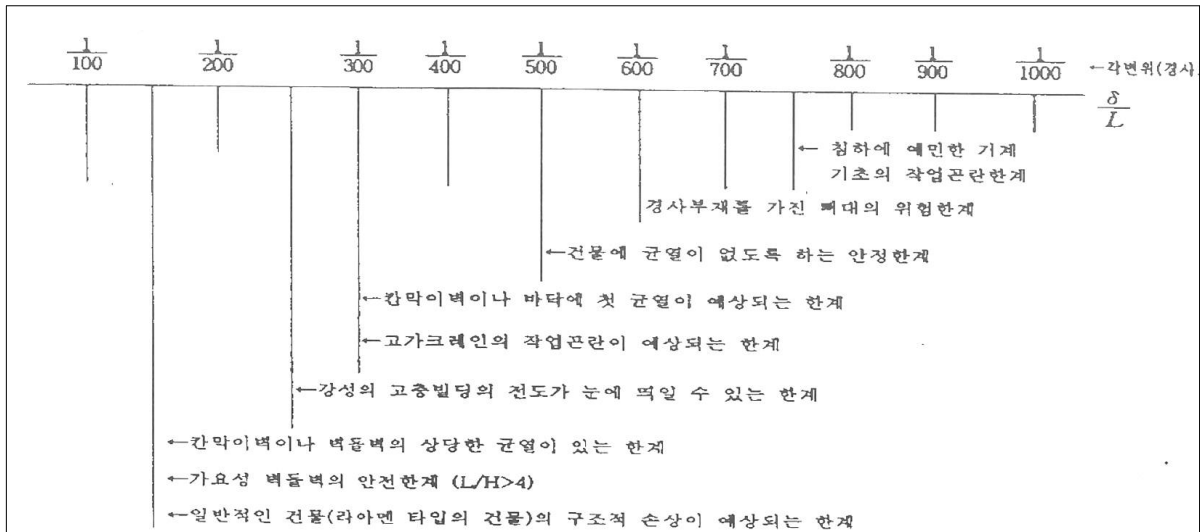 1/100 1/200 1/300 1/400 1/500 1/600 1/700 1/800 1/900 1/1000 ←각변위(경사
δ/L
← 침하에 예민한 기계
기초의 작업곤란한계
경사부재를 가진 뼈대의 위험한계
←건물에 균열이 없도록 하는 안정한계
←칸막이벽이나 바닥에 첫 균열이 예상되는 한계
←고가크레인의 작업곤란이 예상되는 한계
←강성의 고층빌딩의 전도가 눈에 띄일 수 있는 한계
←칸막이벽이나 벽돌벽의 상당한 균열이 있는 한계
←가요성 벽돌벽의 안전한계 (L/H>4)
←일반적인 건물(라아멘 타입의 건물)의 구조적 손상이 예상되는 한계